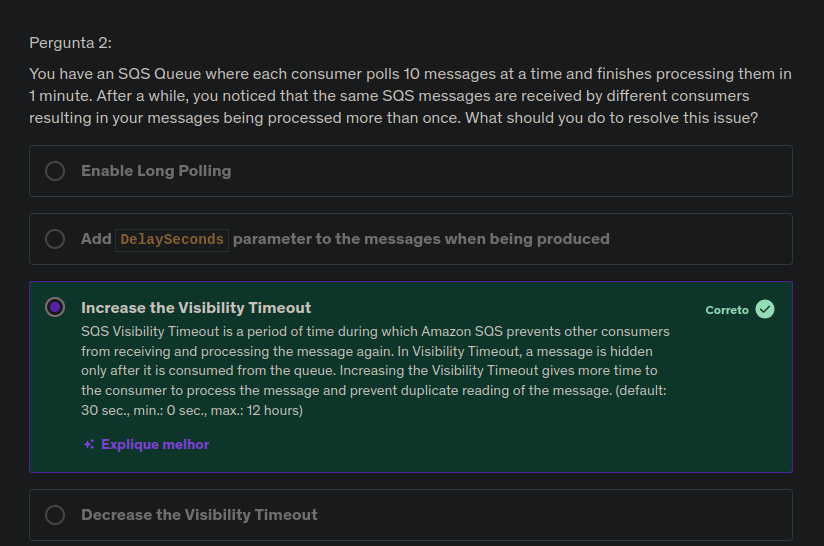 Pergunta 2:
You have an SQS Queue where each consumer polls 10 messages at a time and finishes processing them in
1 minute. After a while, you noticed that the same SQS messages are received by different consumers
resulting in your messages being processed more than once. What should you do to resolve this issue?
Enable Long Polling
Add DelaySeconds parameter to the messages when being produced
Increase the Visibility Timeout
Correto
SQS Visibility Timeout is a period of time during which Amazon SQS prevents other consumers
from receiving and processing the message again. In Visibility Timeout, a message is hidden
only after it is consumed from the queue. Increasing the Visibility Timeout gives more time to
the consumer to process the message and prevent duplicate reading of the message. (default:
30 sec., min.: 0 sec., max.: 12 hours)
Explique melhor
Decrease the Visibility Timeout